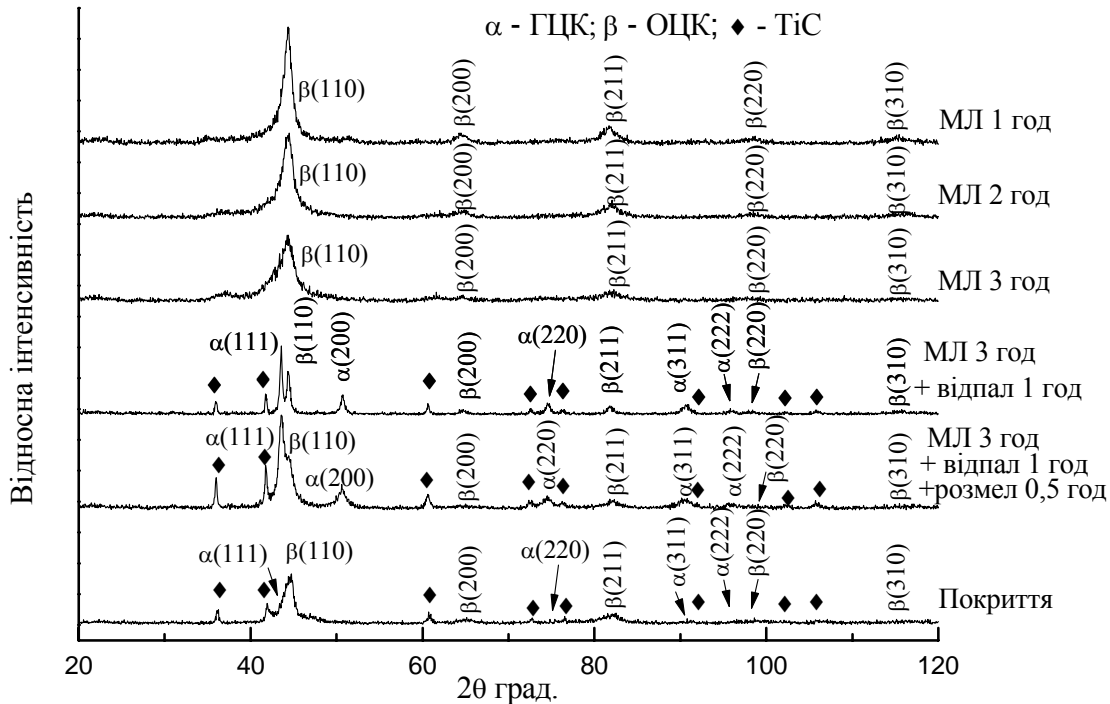 α - ГЦК; β - ОЦК; ♦ - TiC
β(110)
β(200)
β(211)
β(220)
β(310)
МЛ 1 год
β(110)
β(200)
β(211)
β(220)
β(310)
МЛ 2 год
β(110)
β(200)
β(211)
β(220)
β(310)
МЛ 3 год
α(111)
β(110)
α(200)
β(200)
α(220)
β(211)
α(311)
α(222)
β(220)
β(310)
МЛ 3 год
+ відпал 1 год
α(111)
β(110)
α(200)
β(200)
α(220)
β(211)
α(311)
α(222)
β(220)
β(310)
МЛ 3 год
+ відпал 1 год
+розмел 0,5 год
α(111)
β(110)
β(200)
α(220)
β(211)
α(311)
α(222)
β(220)
β(310)
Покриття
Відносна інтенсивність
20 40 60 80 100 120
2θ град.